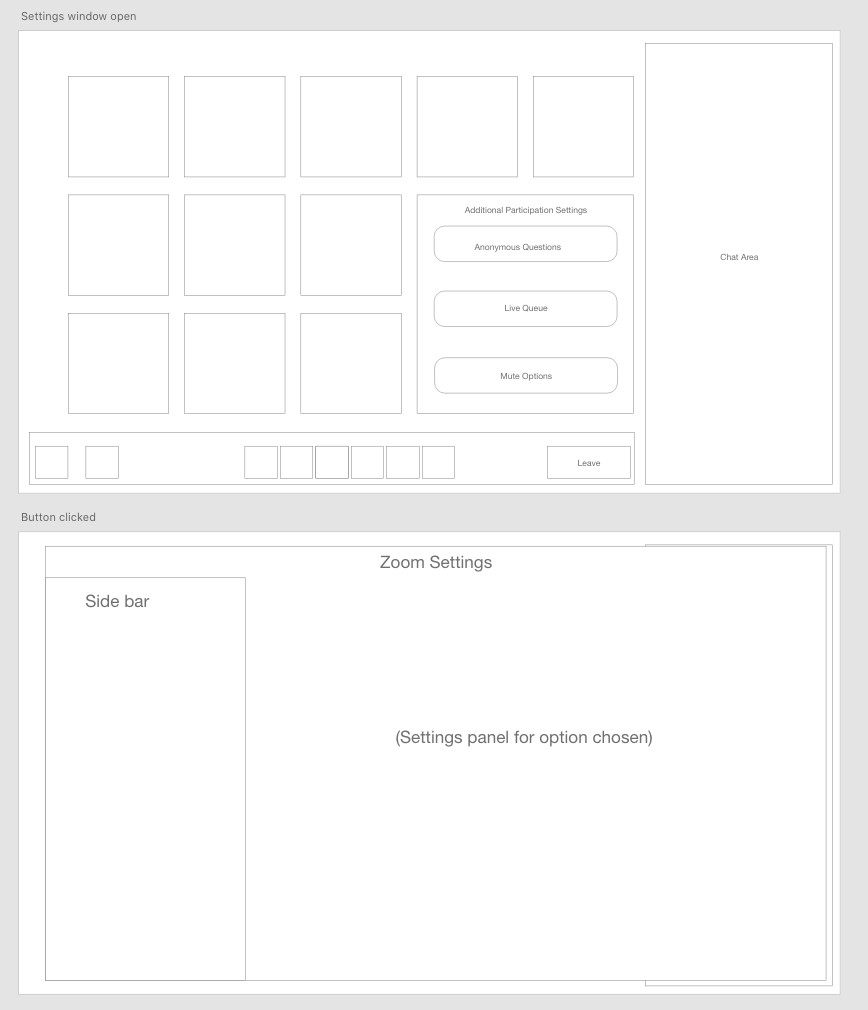 Settings window open
Additional Participation Settings
Anonymous Questions
Live Queue
Mute Options
Chat Area
Leave
Button clicked
Zoom Settings
Side bar
(Settings panel for option chosen)